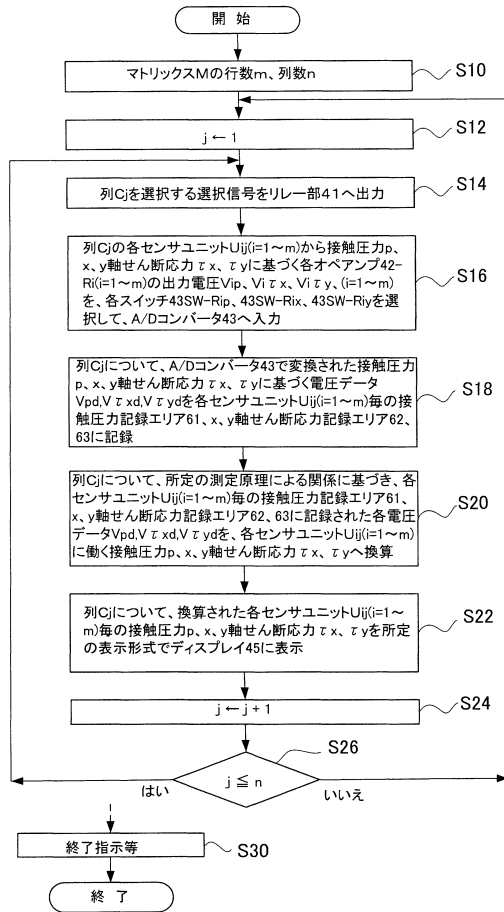 開 始
マトリックスMの行数m、列数n
S10
j ← 1
S12
列Cjを選択する選択信号をリレー部41へ出力
S14
列Cjの各センサユニットUij(i=1～m)から接触圧力p、
x、y軸せん断応力τx、τyに基づく各オペアンプ42-
Ri(i=1～m)の出力電圧Vip、Viτx、Viτy、(i=1～m)
を、各スイッチ43SW-Rip、43SW-Rix、43SW-Riyを選
択して、A/Dコンバータ43へ入力
S16
列Cjについて、A/Dコンバータ43で変換された接触圧力
p、x、y軸せん断応力τx、τyに基づく電圧データ
Vpd,Vτxd,Vτydを各センサユニットUij(i=1～m)毎の接
触圧力記録エリア61、x、y軸せん断応力記録エリア62、
63に記録
S18
列Cjについて、所定の測定原理による関係に基づき、各
センサユニットUij(i=1～m)毎の接触圧力記録エリア61、
x、y軸せん断応力記録エリア62、63に記録された各電圧
データVpd,Vτxd,Vτydを、各センサユニットUij(i=1～m)
に働く接触圧力p、x、y軸せん断応力τx、τyへ換算
S20
列Cjについて、換算された各センサユニットUij(i=1～
m)毎の接触圧力p、x、y軸せん断応力τx、τyを所定
の表示形式でディスプレイ45に表示
S22
j ← j + 1
S24
S26
j ≦ n
はい
いいえ
終了指示等
S30
終 了